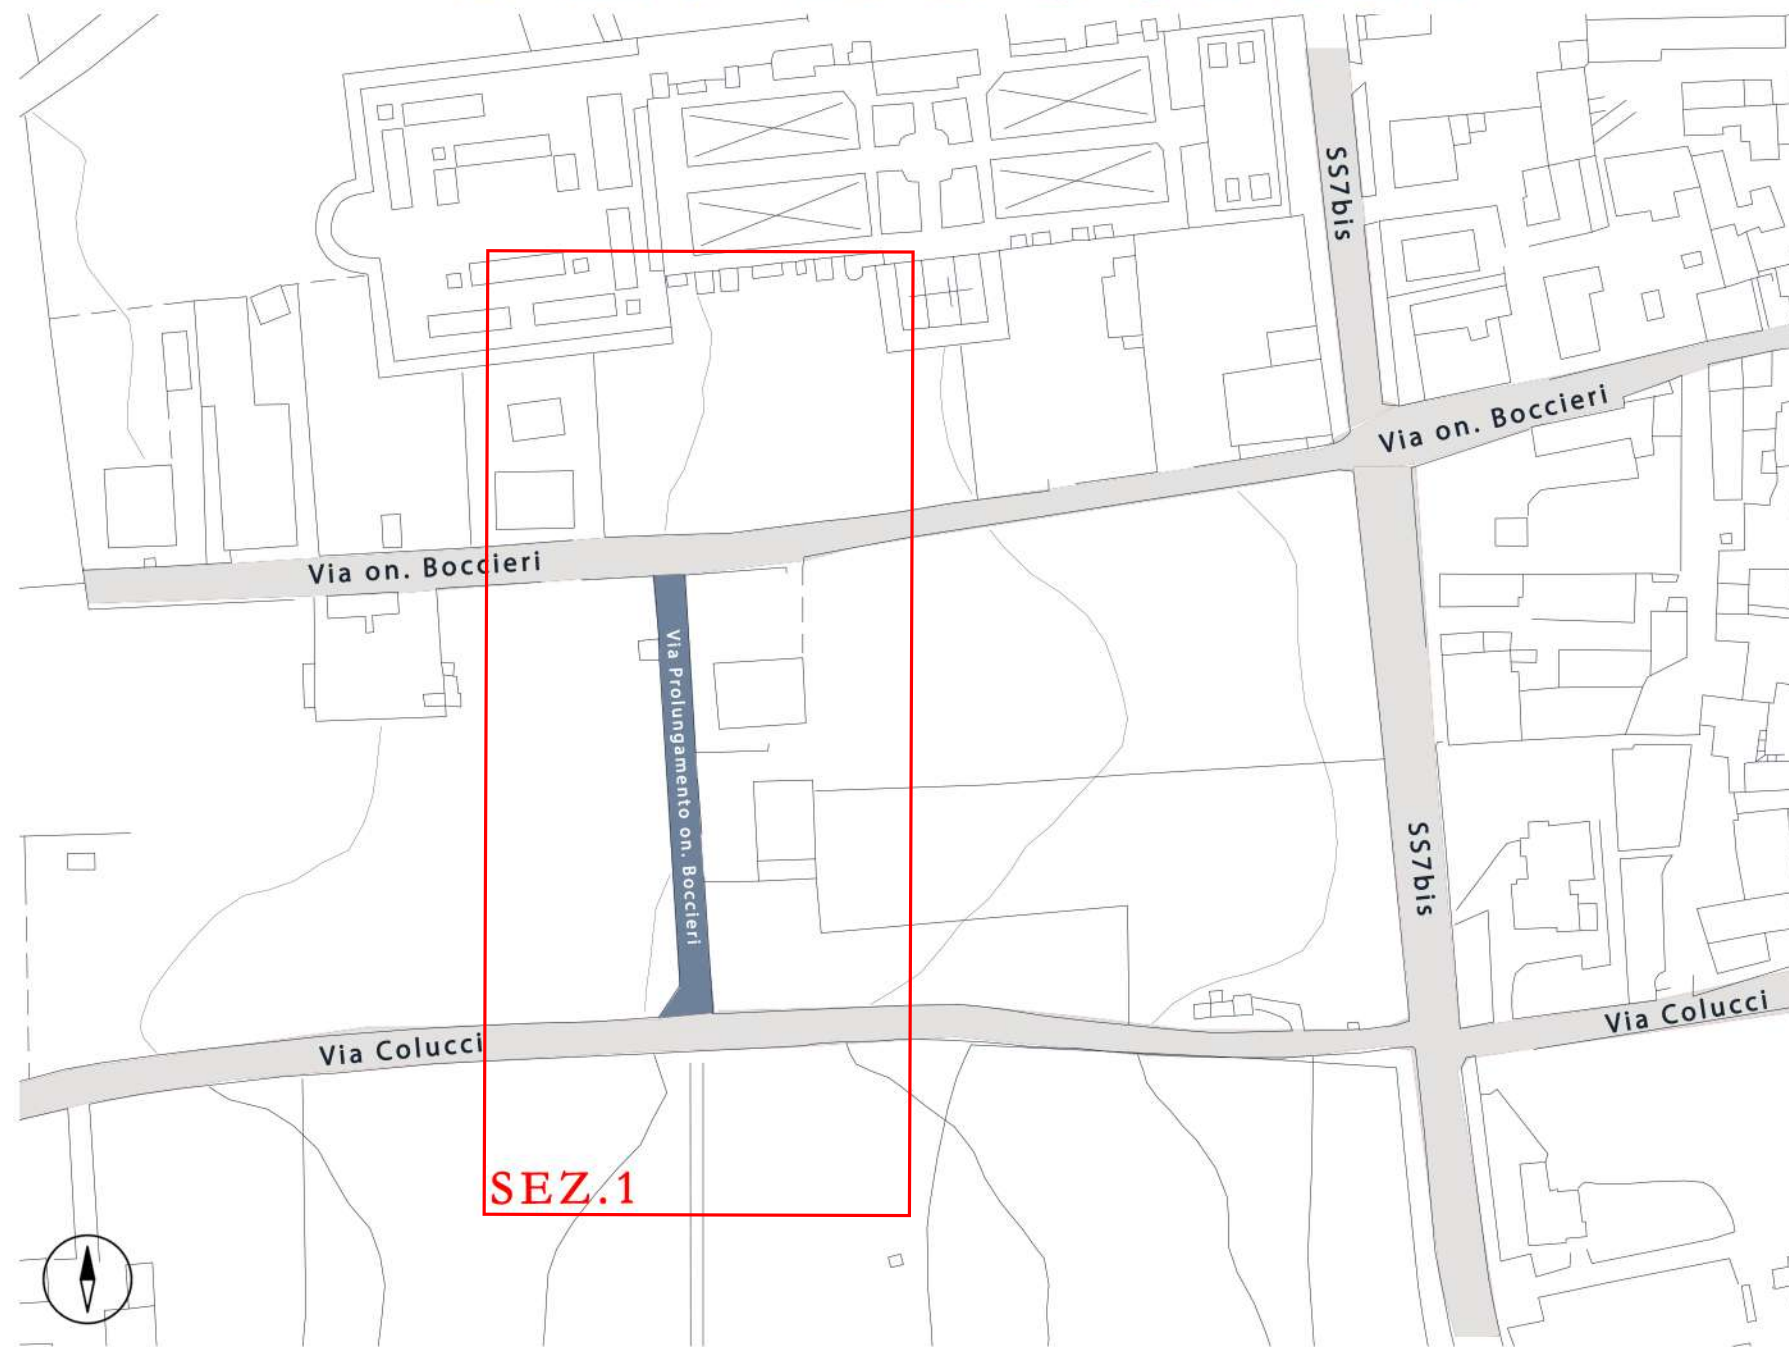 SS7bis
Via on. Boccieri
Via on. Boccieri
Via Prolungamento on. Boccieri
SS7bis
Via Colucci
Via Colucci
SEZ.1